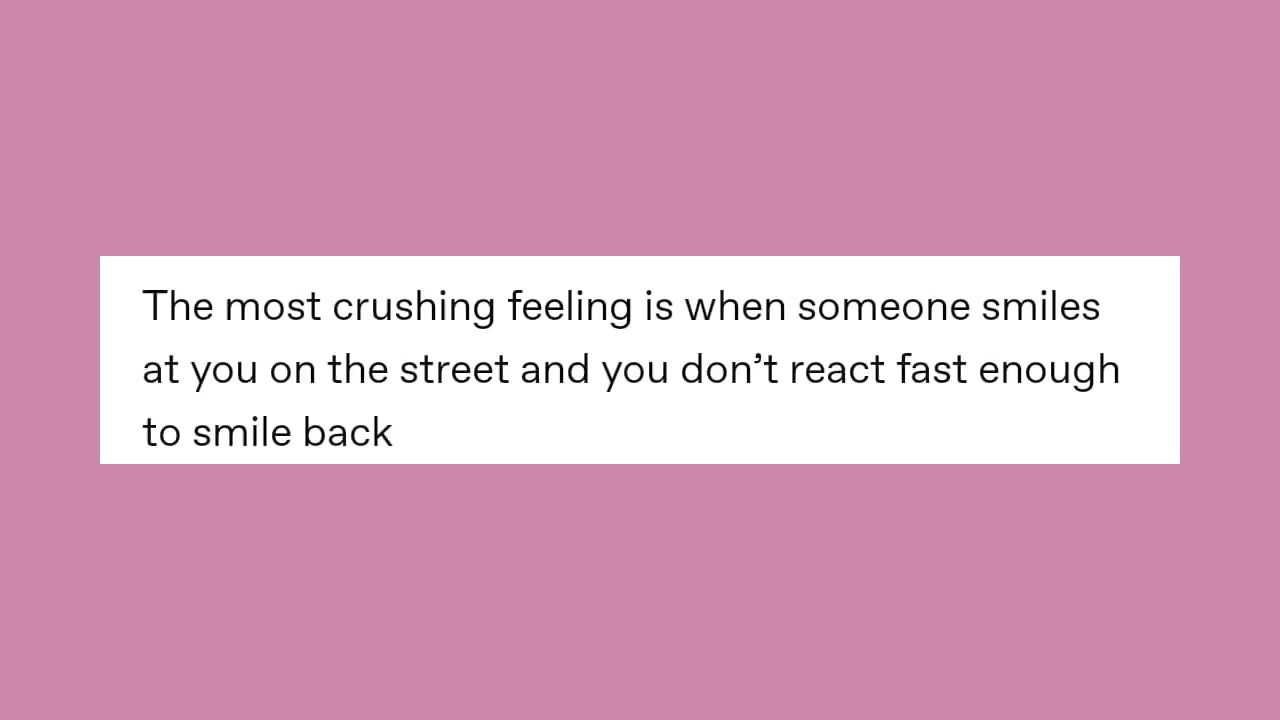 The most crushing feeling is when someone smiles
at you on the street and you don’t react fast enough
to smile back